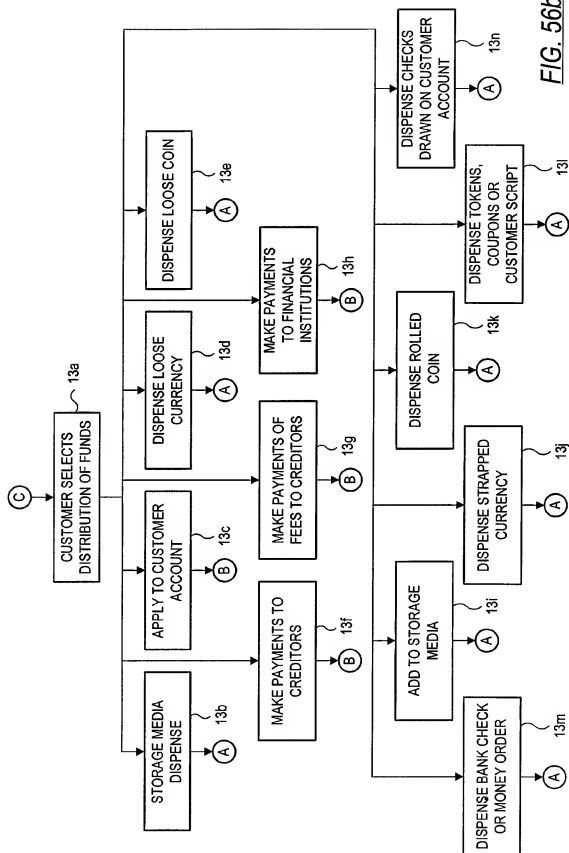 C
13a
CUSTOMER SELECTS
DISTRIBUTION OF FUNDS
STORAGE MEDIA
DISPENSE
13b
A
APPLY TO CUSTOMER
ACCOUNT
13c
B
DISPENSE LOOSE
CURRENCY
13d
A
DISPENSE LOOSE COIN
13e
A
MAKE PAYMENTS TO
CREDITORS
13f
B
MAKE PAYMENTS OF
FEES TO CREDITORS
13g
B
MAKE PAYMENTS
TO FINANCIAL
INSTITUTIONS
13h
B
ADD TO STORAGE
MEDIA
13i
A
DISPENSE STRAPPED
CURRENCY
13j
A
DISPENSE ROLLED
COIN
13k
A
DISPENSE TOKENS,
COUPONS OR
CUSTOMER SCRIPT
13l
A
DISPENSE BANK CHECK
OR MONEY ORDER
13m
A
DISPENSE CHECKS
DRAWN ON CUSTOMER
ACCOUNT
13n
A
FIG. 56b